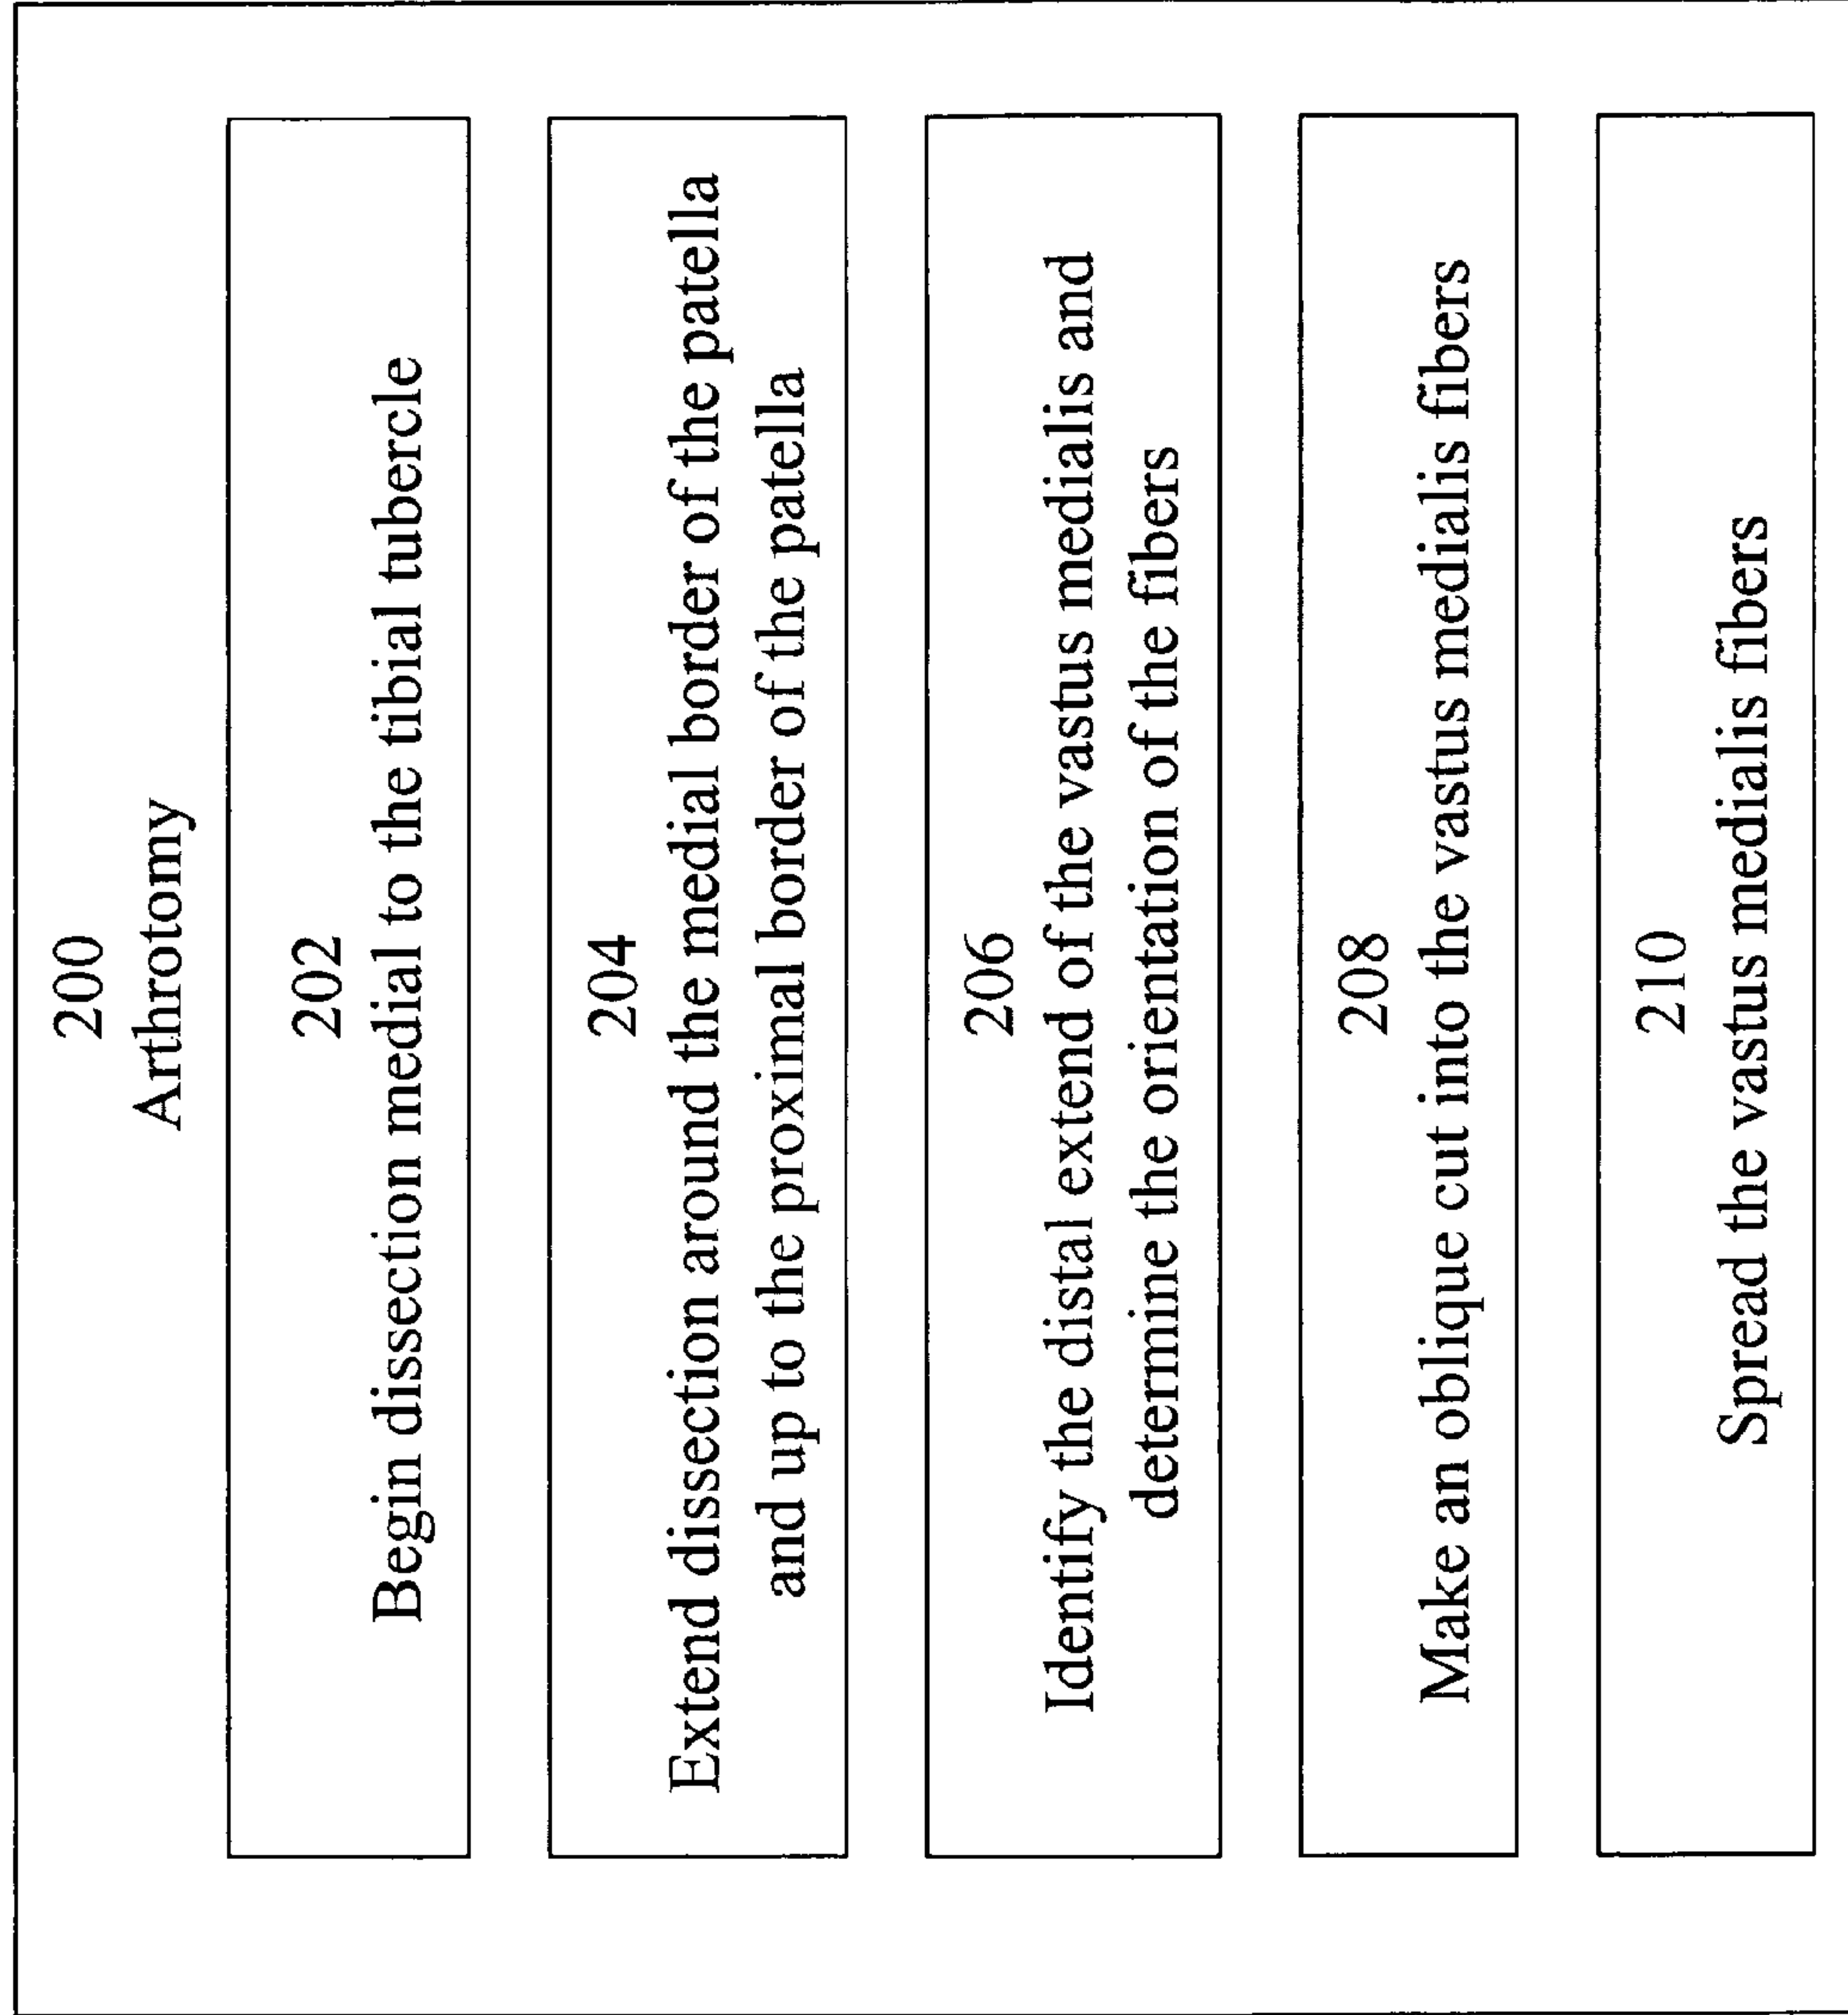 200
Arthrotomy
202
Begin dissection medial to the tibial tubercle
204
Extend dissection around the medial border of the patella
and up to the proximal border of the patella
206
Identify the distal extend of the vastus medialis and
determine the orientation of the fibers
208
Make an oblique cut into the vastus medialis fibers
210
Spread the vastus medialis fibers